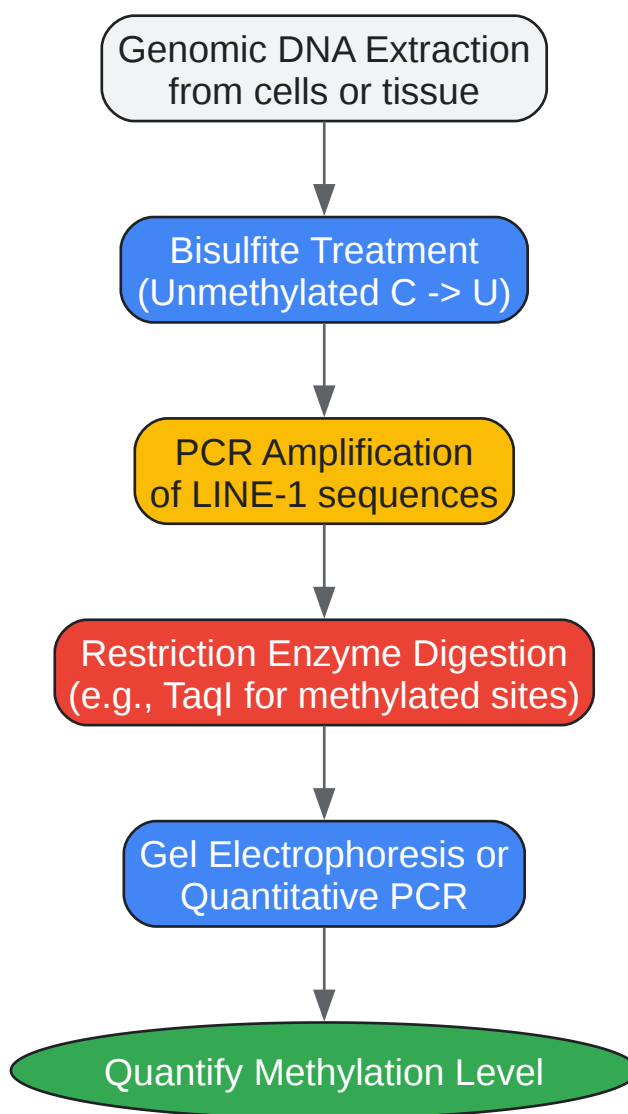 Genomic DNA Extraction
from cells or tissue
Bisulfite Treatment
(Unmethylated C -> U)
PCR Amplification
of LINE-1 sequences
Restriction Enzyme Digestion
(e.g., TaqI for methylated sites)
Gel Electrophoresis or
Quantitative PCR
Quantify Methylation Level